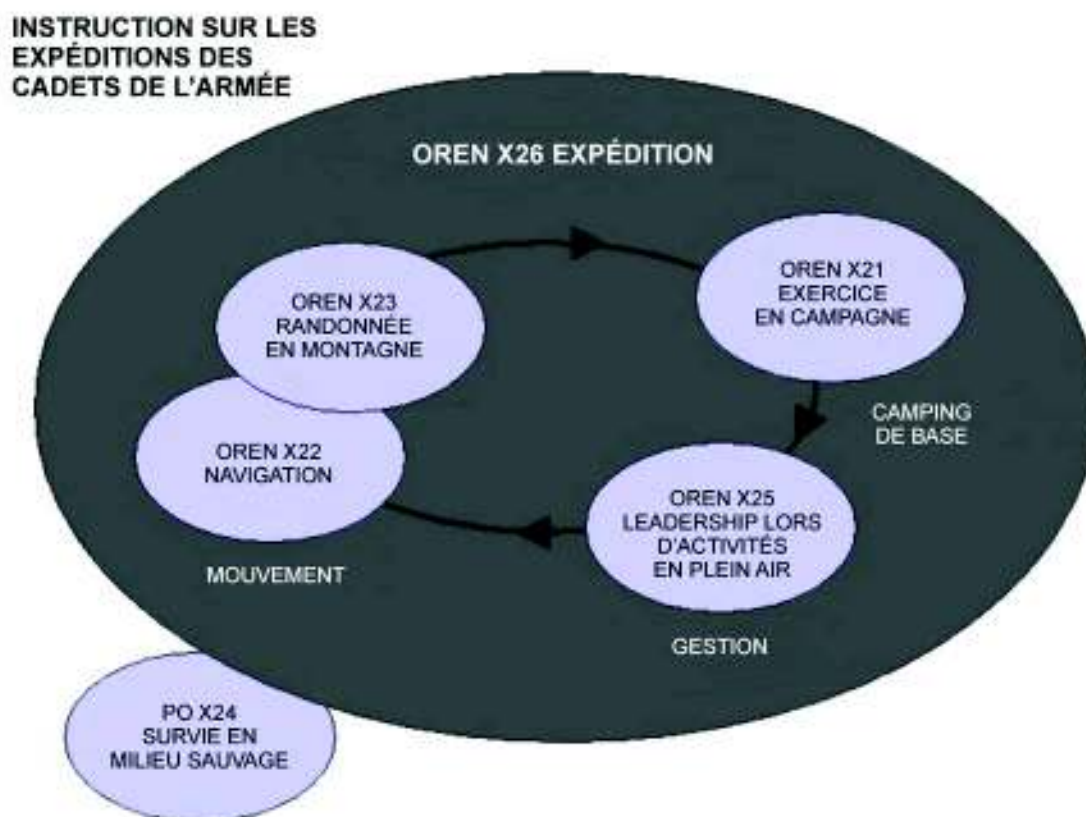 INSTRUCTION SUR LES
EXPÉDITIONS DES
CADETS DE L'ARMÉE
OREN X26 EXPÉDITION
OREN X23
RANDONNÉE
EN MONTAGNE
OREN X21
EXERCICE
EN CAMPAGNE
CAMPING
DE BASE
OREN X22
NAVIGATION
OREN X25
LEADERSHIP LORS
D'ACTIVITÉS
EN PLEIN AIR
MOUVEMENT
GESTION
PO X24
SURVIE EN
MILIEU SAUVAGE